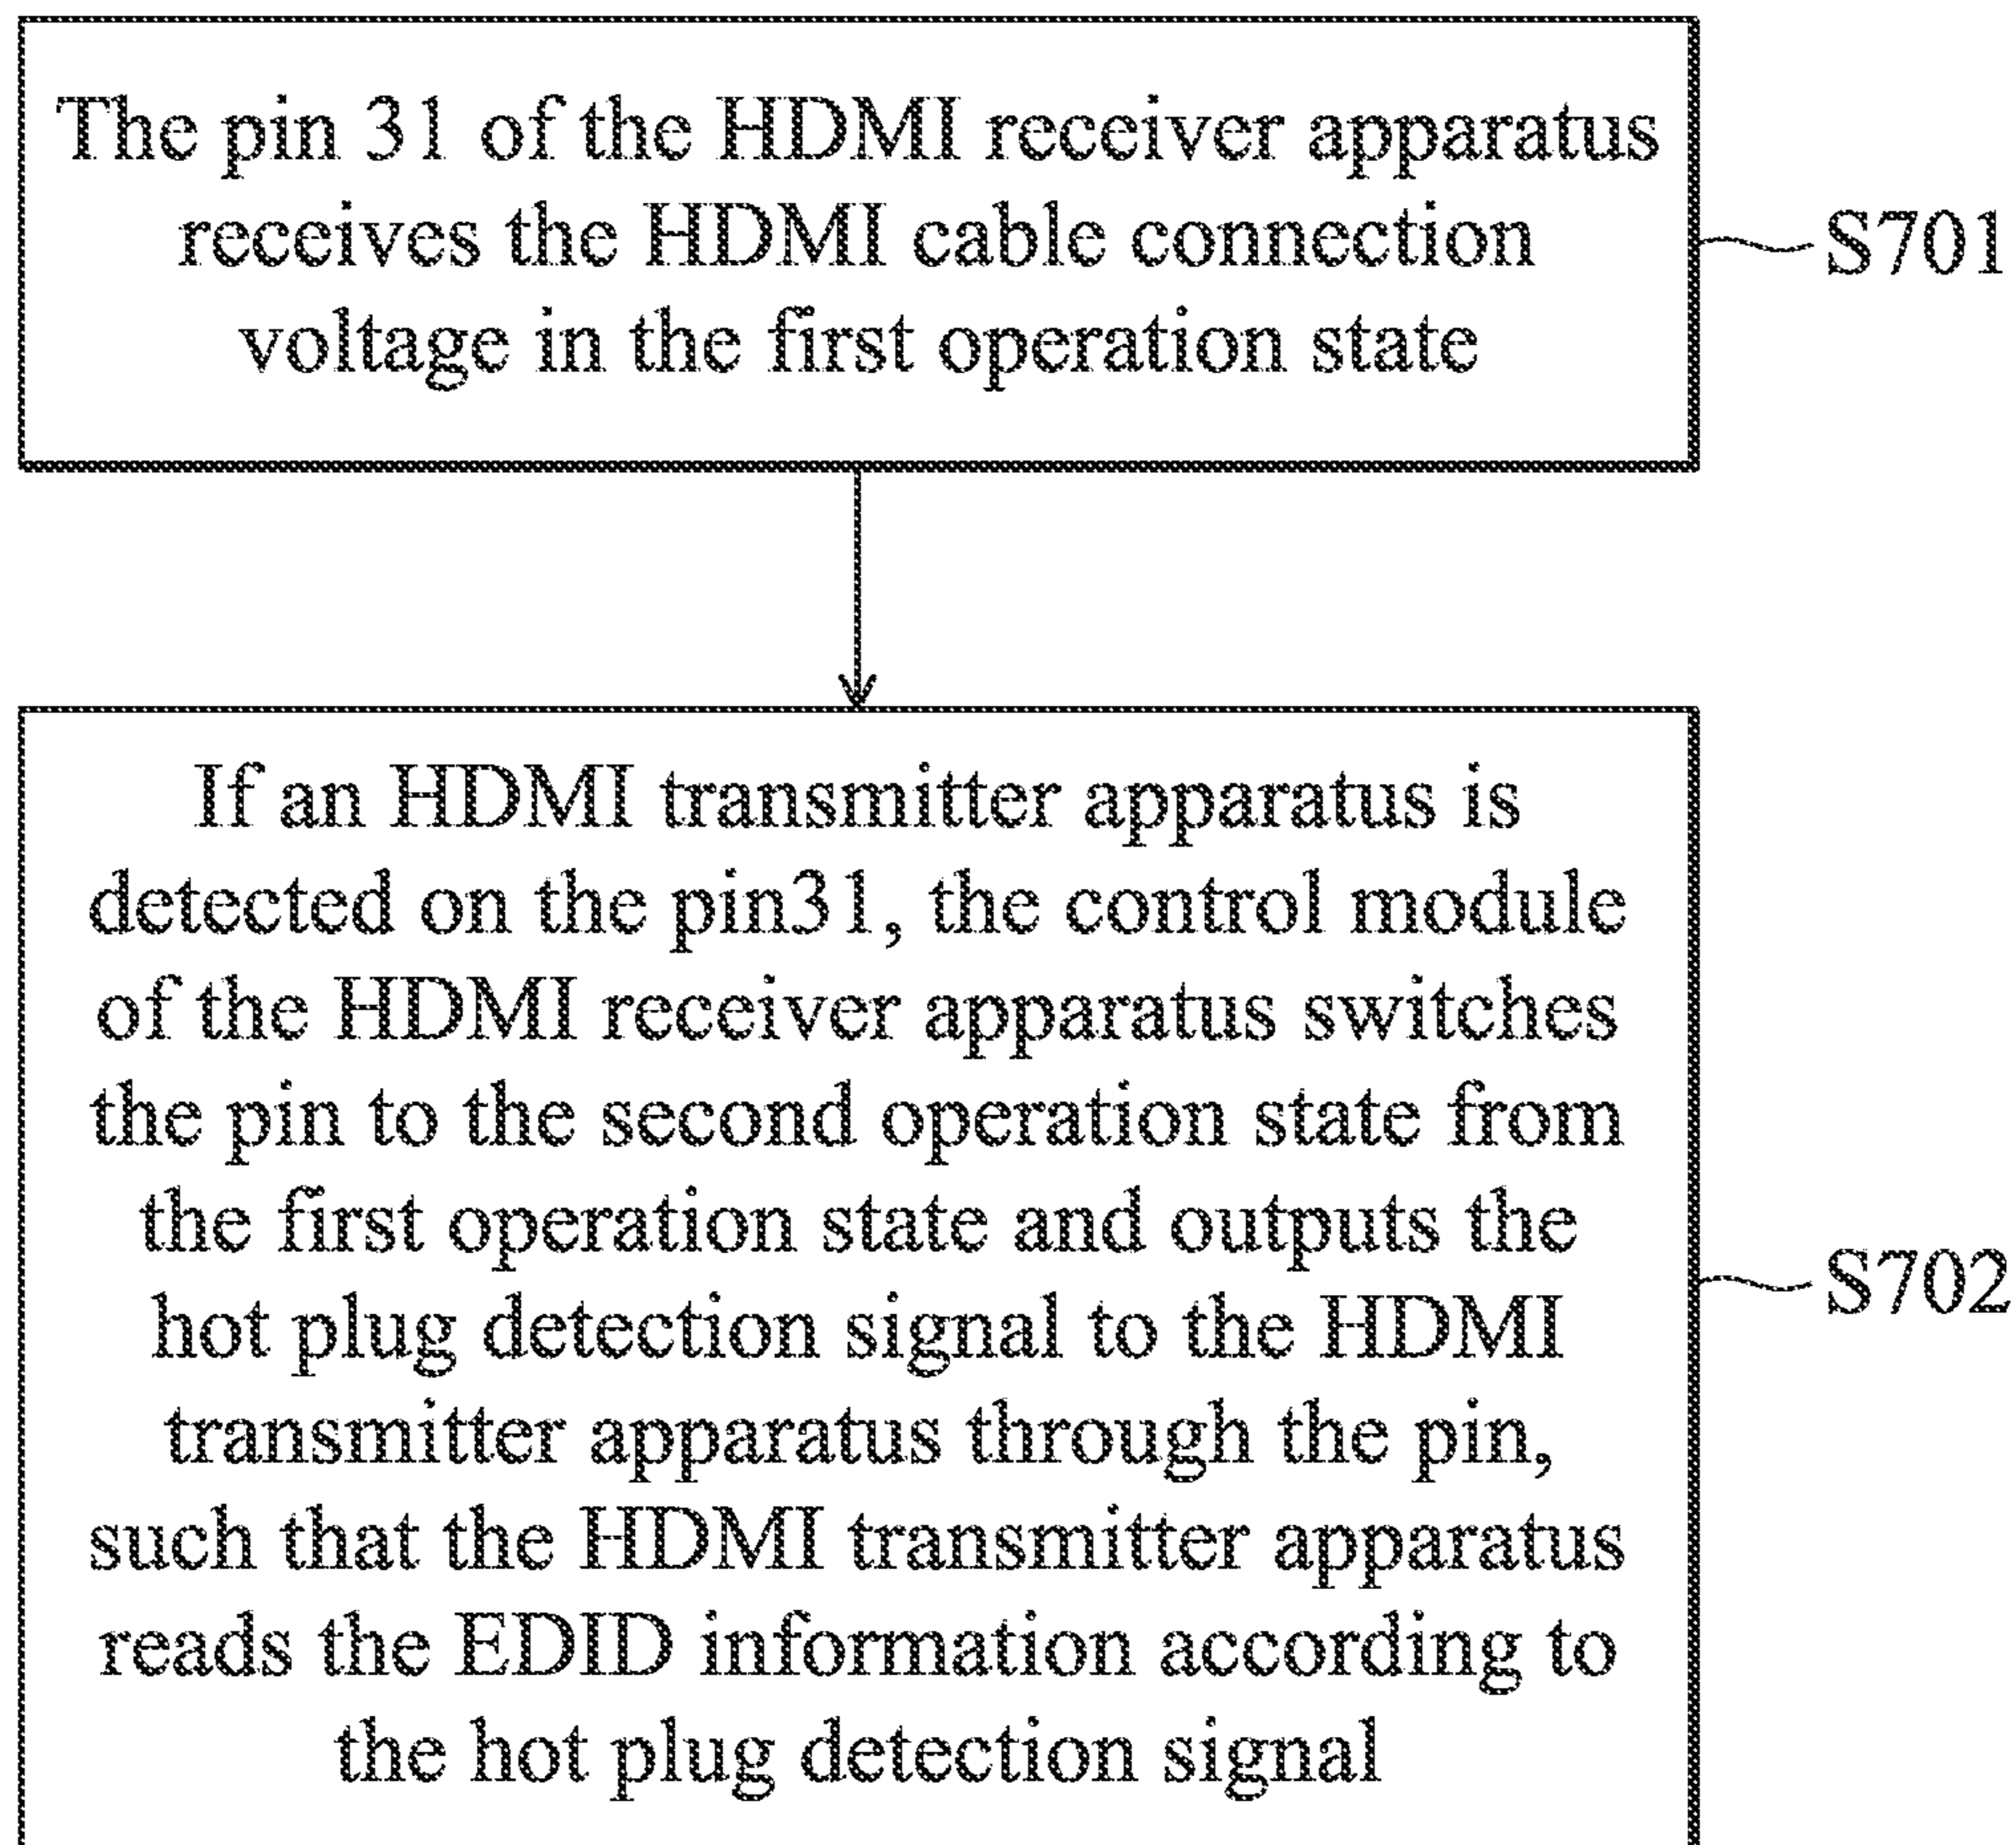 The pin 31 of the HDMI receiver apparatus
receives the HDMI cable connection
voltage in the first operation state
S701
If an HDMI transmitter apparatus is
detected on the pin31, the control module
of the HDMI receiver apparatus switches
the pin to the second operation state from
the first operation state and outputs the
hot plug detection signal to the HDMI
transmitter apparatus through the pin,
such that the HDMI transmitter apparatus
reads the EDID information according to
the hot plug detection signal
S702